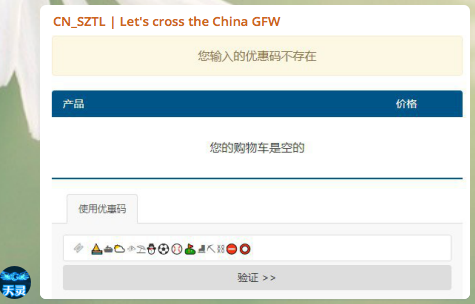 CN_SZTL | Let's cross the China GFW
您输入的优惠码不存在
产品 价格
您的购物车是空的
使用优惠码
验证 >>
天灵